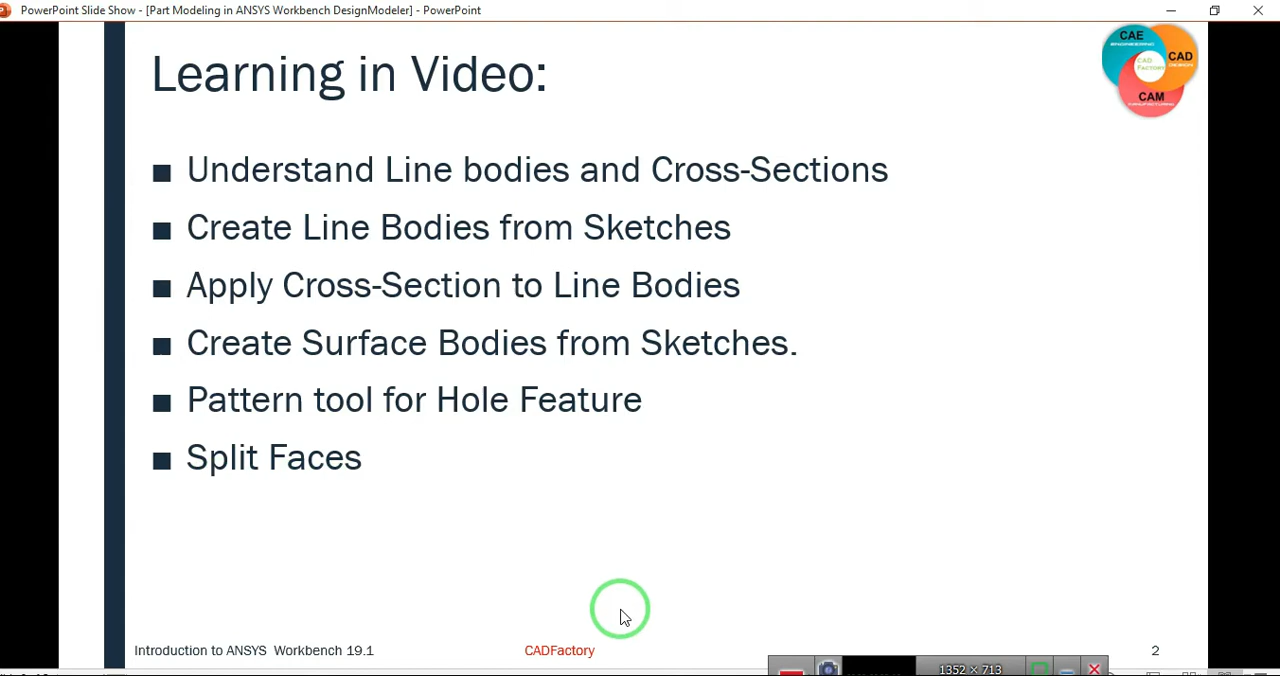 PowerPoint Slide Show - [Part Modeling in ANSYS Workbench DesignModeler] - PowerPoint
Learning in Video:
CAE
CAD
CAD
FACTORY
CAM
■ Understand Line bodies and Cross-Sections
■ Create Line Bodies from Sketches
■ Apply Cross-Section to Line Bodies
■ Create Surface Bodies from Sketches.
■ Pattern tool for Hole Feature
■ Split Faces
Introduction to ANSYS Workbench 19.1
CADFactory
2
1352 × 713